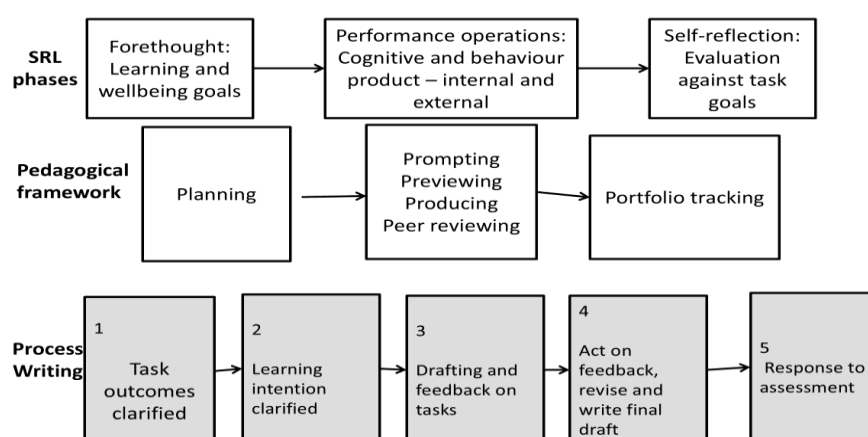 SRL
phases
Forethought:
Learning and
wellbeing goals
Performance operations:
Cognitive and behaviour
product – internal and
external
Self-reflection:
Evaluation
against task
goals
Pedagogical
framework
Planning
Prompting
Previewing
Producing
Peer reviewing
Portfolio tracking
Process
Writing
1
Task
outcomes
clarified
2
Learning
intention
clarified
3
Drafting and
feedback on
tasks
4
Act on
feedback,
revise and
write final
draft
5
Response to
assessment